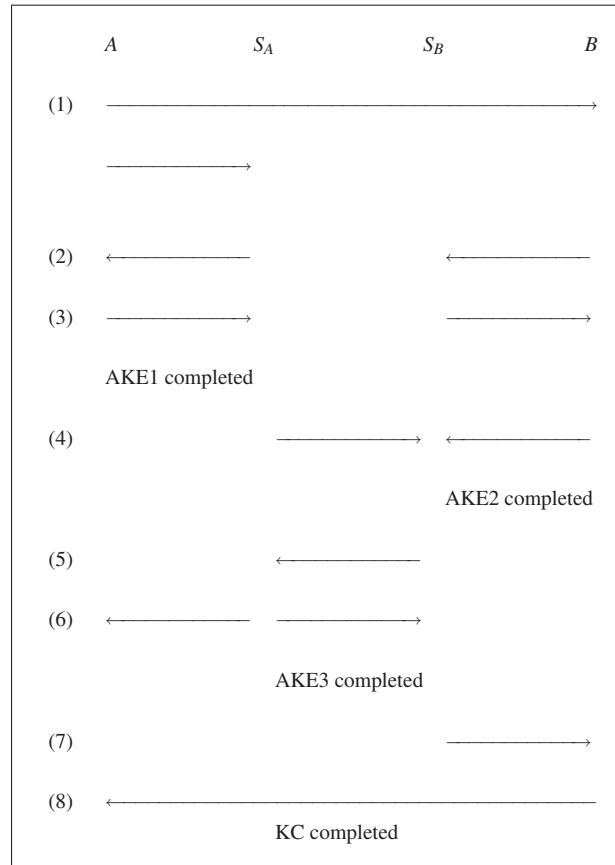 A S_A S_B B
(1)
(2)
(3)
AKE1 completed
(4)
AKE2 completed
(5)
(6)
AKE3 completed
(7)
(8)
KC completed